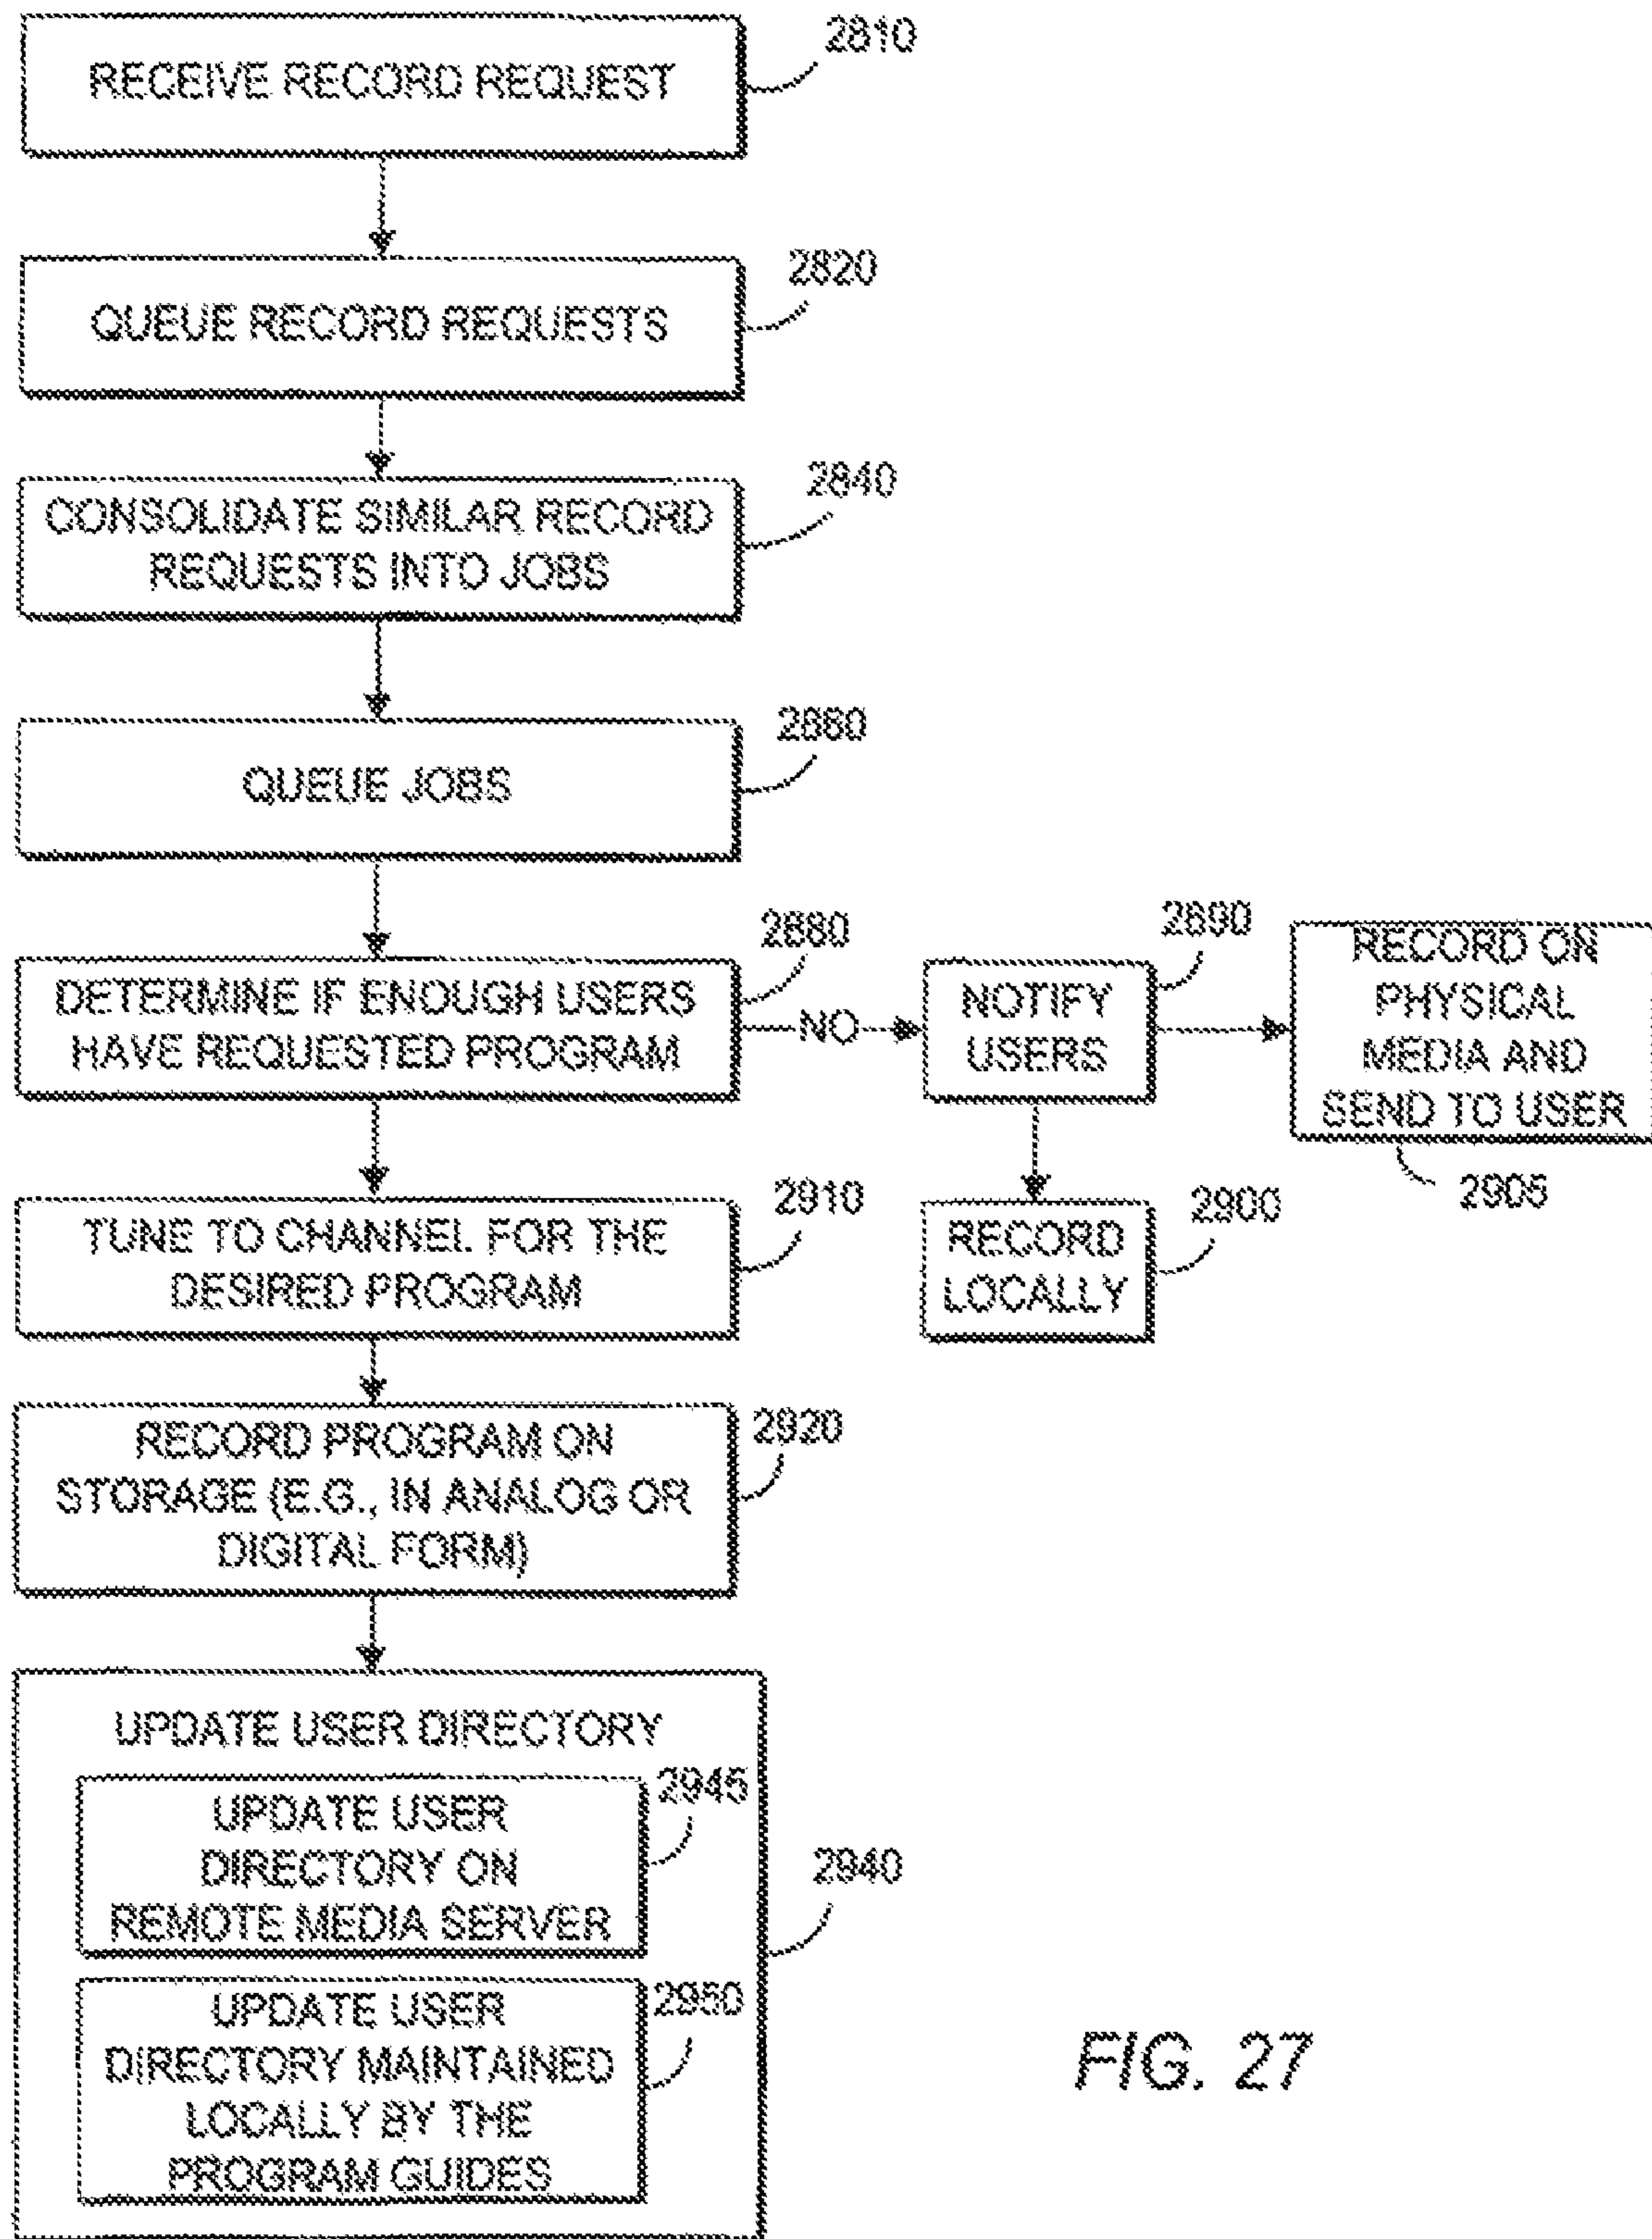 RECEIVE RECORD REQUEST
2810
QUEUE RECORD REQUESTS
2820
CONSOLIDATE SIMILAR RECORD
REQUESTS INTO JOBS
2840
QUEUE JOBS
2860
DETERMINE IF ENOUGH USERS
HAVE REQUESTED PROGRAM
2880
NO
NOTIFY
USERS
2890
RECORD ON
PHYSICAL
MEDIA AND
SEND TO USER
2905
RECORD
LOCALLY
2900
TUNE TO CHANNEL FOR THE
DESIRED PROGRAM
2910
RECORD PROGRAM ON
STORAGE (E.G., IN ANALOG OR
DIGITAL FORM)
2920
UPDATE USER DIRECTORY
2940
UPDATE USER
DIRECTORY ON
REMOTE MEDIA SERVER
2945
UPDATE USER
DIRECTORY MAINTAINED
LOCALLY BY THE
PROGRAM GUIDES
2950
FIG. 27